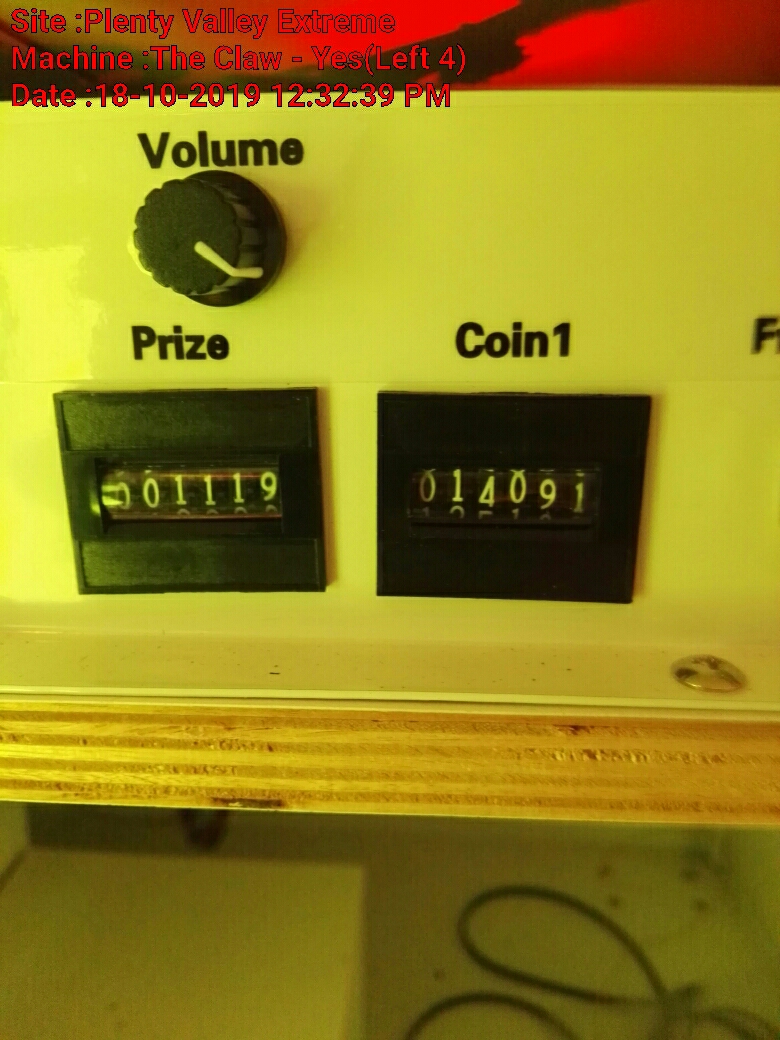 Site :Plenty Valley Extreme
Machine :The Claw - Yes(Left 4)
Date :18-10-2019 12:32:39 PM
Volume
Prize
Coin1
001119
014091